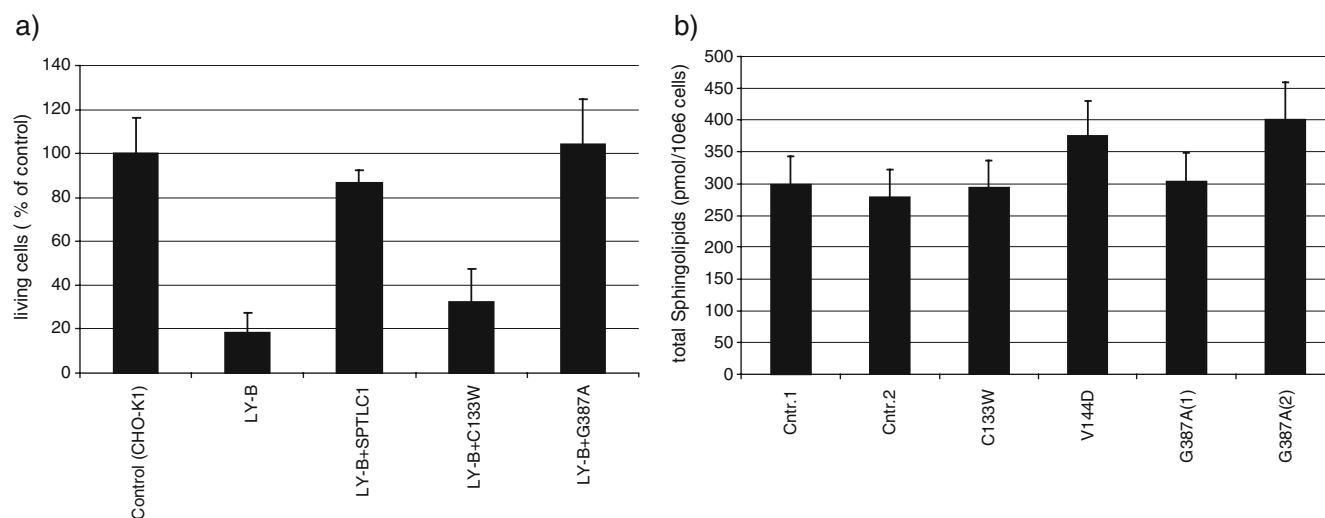 a)
living cells ( % of control)
140
120
100
80
60
40
20
0
Control (CHO-K1)
LY-B
LY-B+SPTLC1
LY-B+C133W
LY-B+G387A
b)
total Sphingolipids (pmol/10e6 cells)
500
450
400
350
300
250
200
150
100
50
0
Cntr.1
Cntr.2
C133W
V144D
G387A(1)
G387A(2)